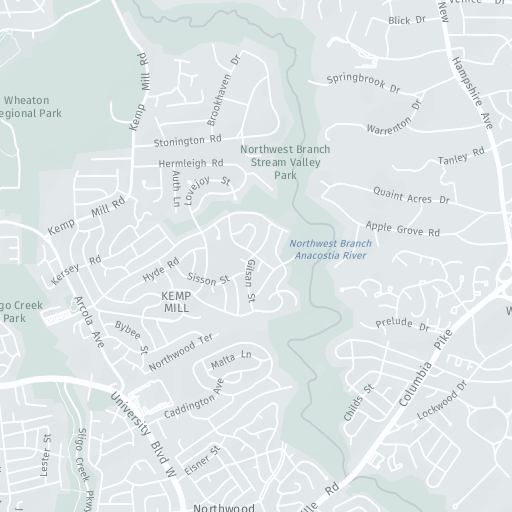 Venice Dr
Blick Dr
New
Hampshire Ave
Mill Rd
Kemp
Brookhaven Dr
Springbrook Dr
Wheaton
Regional Park
Warrenton Dr
Stonington Rd
Hermleigh Rd
Northwest Branch
Stream Valley
Park
Tanley Rd
Auth Ln
Lovejoy St
Quaint Acres Dr
Kemp Mill Rd
Apple Grove Rd
Northwest Branch
Anacostia River
Kersey Rd
Hyde Rd
Sisson St
Gilsan St
KEMP
MILL
Sligo Creek
Park
Arcola Ave
Bybee St
Prelude Dr
Columbia Pike
Northwood Ter
Malta Ln
Caddington Ave
Childs St
Lockwood Dr
University Blvd W
Sligo Creek Pkwy
Lester St
Eisner St
Northwood
Rd